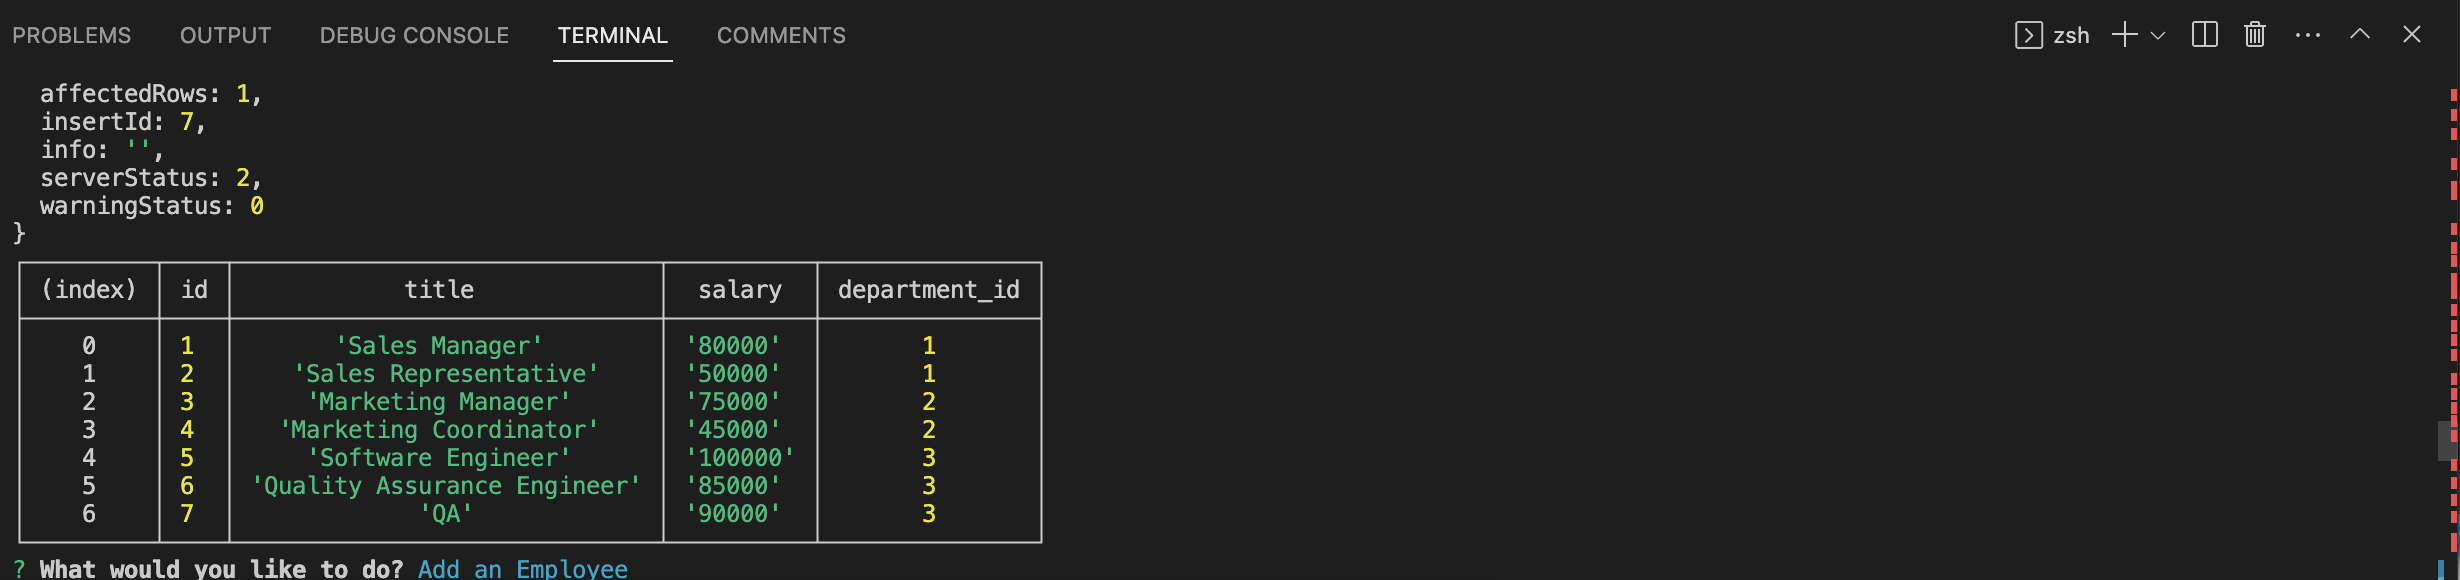 PROBLEMS OUTPUT DEBUG CONSOLE TERMINAL COMMENTS zsh
affectedRows: 1,
insertId: 7,
info: '',
serverStatus: 2,
warningStatus: 0
}
(index) id title salary department_id
0 1 'Sales Manager' '80000' 1
1 2 'Sales Representative' '50000' 1
2 3 'Marketing Manager' '75000' 2
3 4 'Marketing Coordinator' '45000' 2
4 5 'Software Engineer' '100000' 3
5 6 'Quality Assurance Engineer' '85000' 3
6 7 'QA' '90000' 3
? What would you like to do? Add an Employee